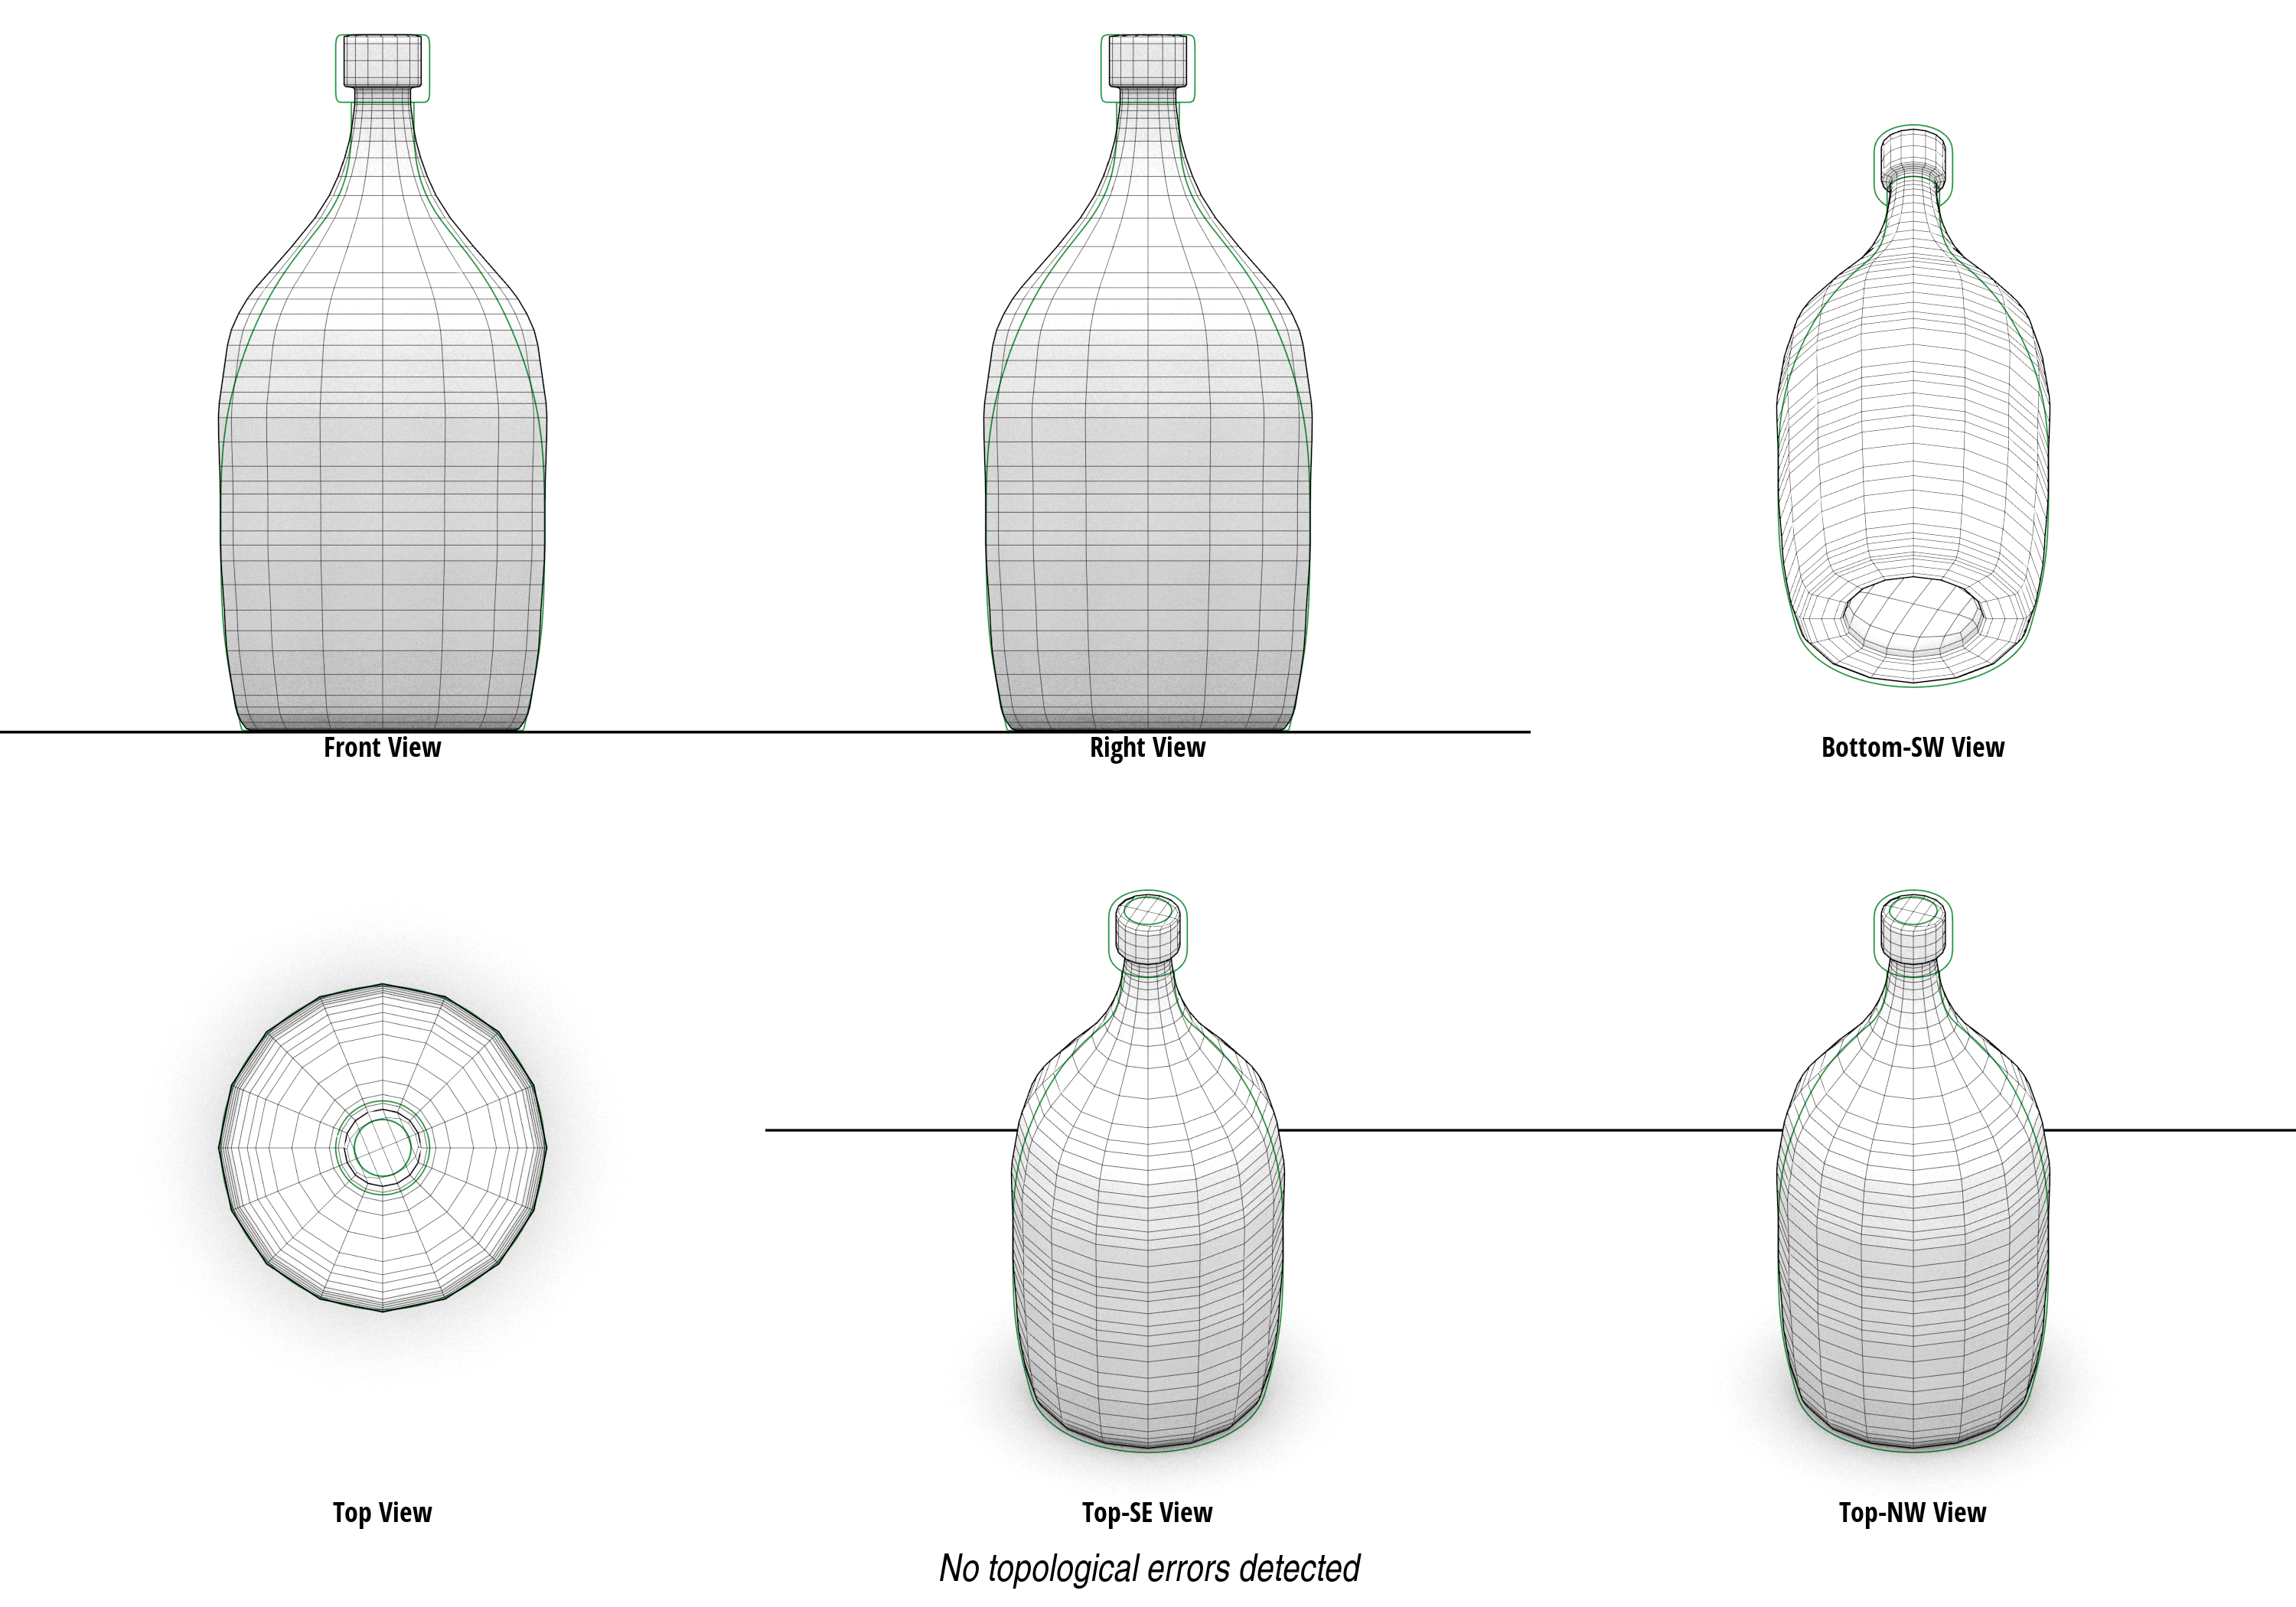 Front View
Right View
Bottom-SW View
Top View
Top-SE View
Top-NW View
No topological errors detected